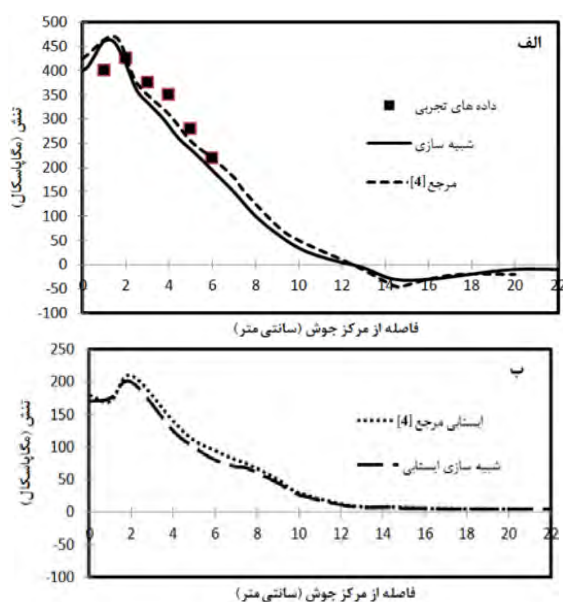 500
450
400
350
300
250
200
150
100
50
0
-50
-100
تنش (مگاپاسکال)
الف
داده های تجربی
شبیه سازی
مرجع [4]
0 2 4 6 8 10 12 14 16 18 20 22
فاصله از مرکز جوش (سانتی متر)
250
200
150
100
50
0
-50
-100
تنش (مگاپاسکال)
ب
ایستایی مرجع [4]
شبیه سازی ایستایی
0 2 4 6 8 10 12 14 16 18 20 22
فاصله از مرکز جوش (سانتی متر)